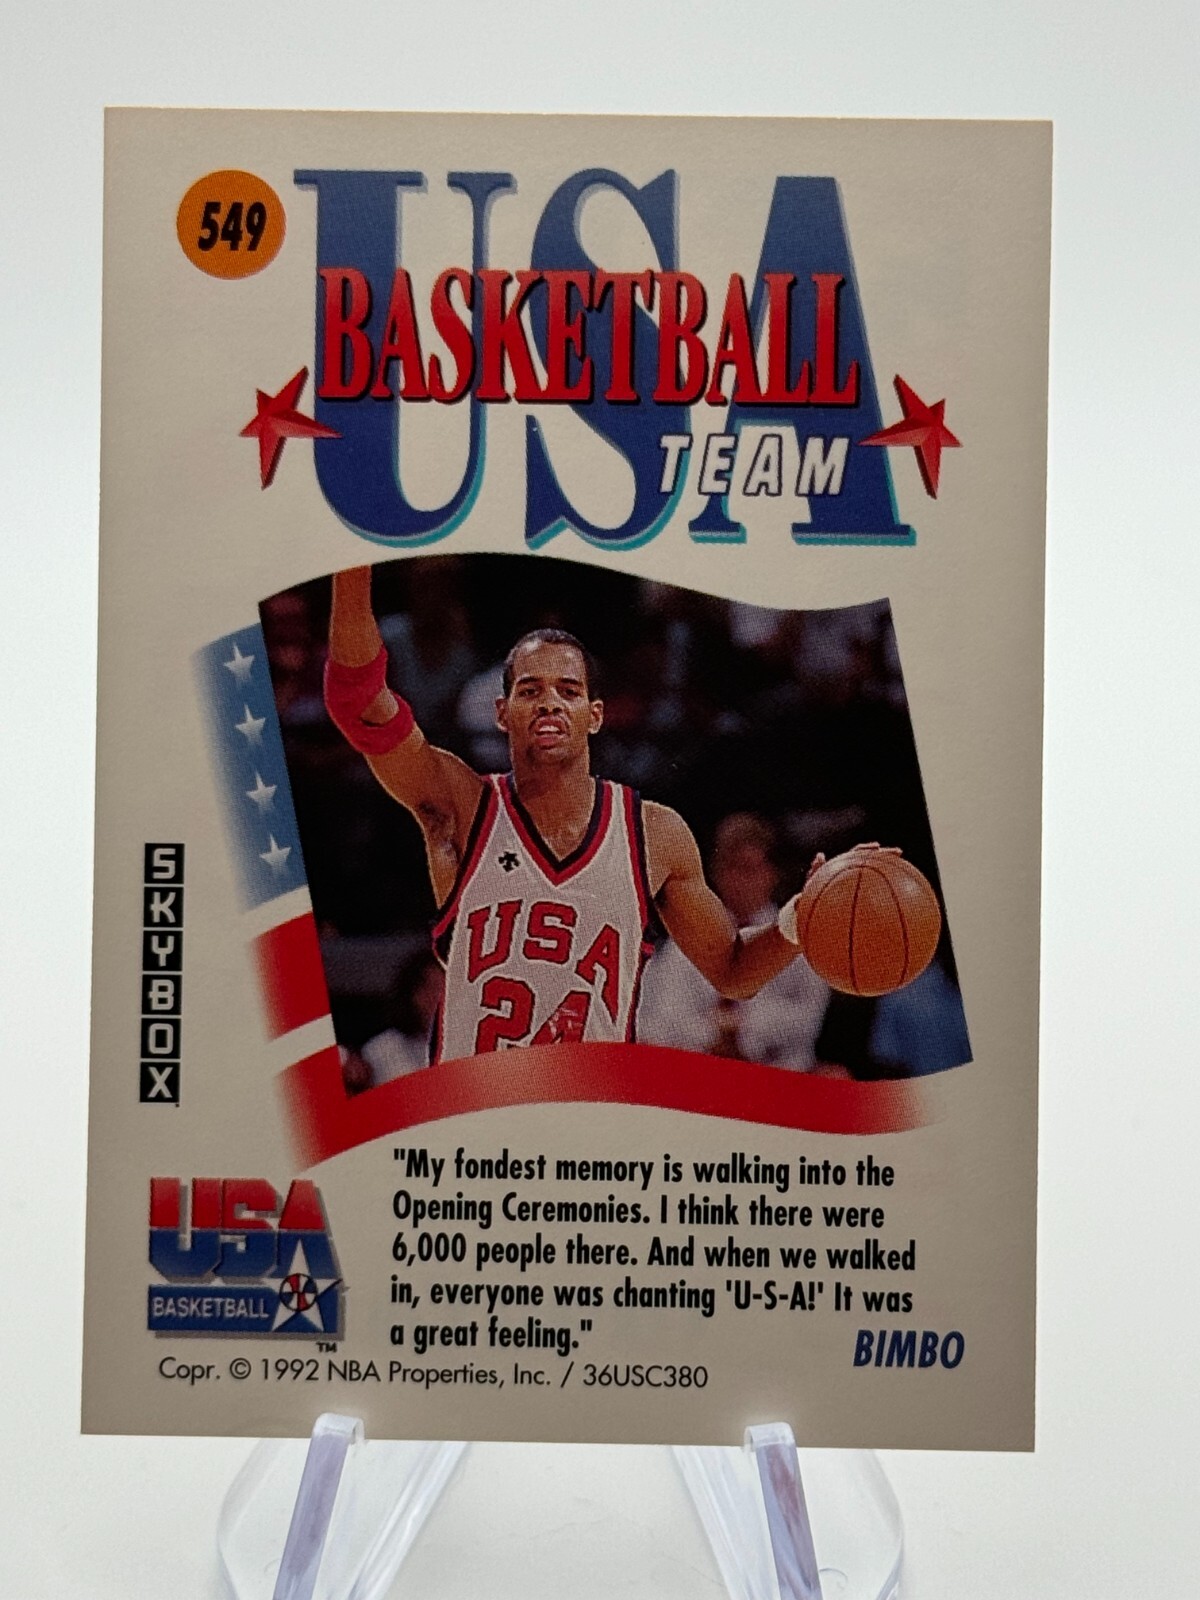 549
USA
BASKETBALL
TEAM
USA
24
SKYBOX
"My fondest memory is walking into the
Opening Ceremonies. I think there were
6,000 people there. And when we walked
in, everyone was chanting 'U-S-A!' It was
a great feeling."
BIMBO
USA
BASKETBALL
TM
Copr. © 1992 NBA Properties, Inc. / 36USC380